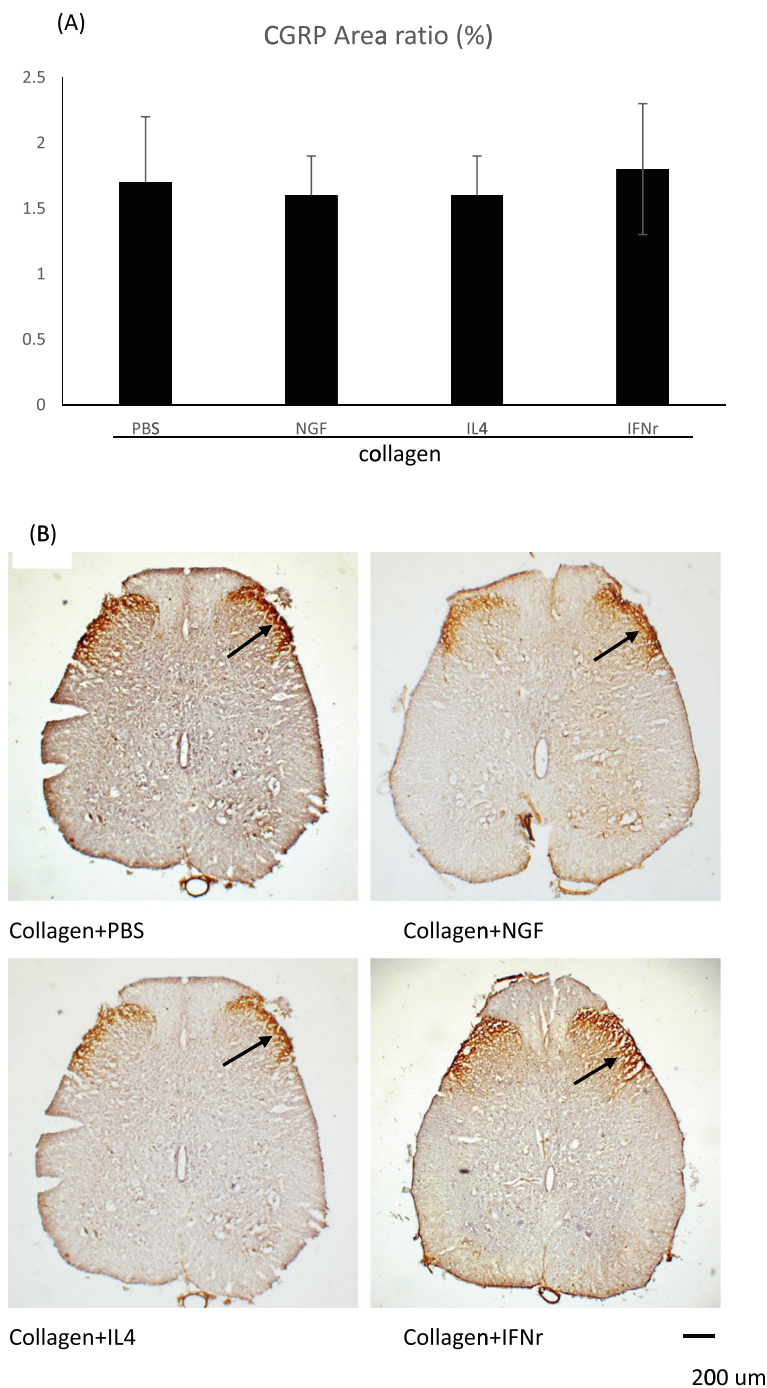 (A)
CGRP Area ratio (%)
2.5
2
1.5
1
0.5
0
PBS NGF IL4 IFNr
collagen
(B)
Collagen+PBS Collagen+NGF
Collagen+IL4 Collagen+IFNr
200 um